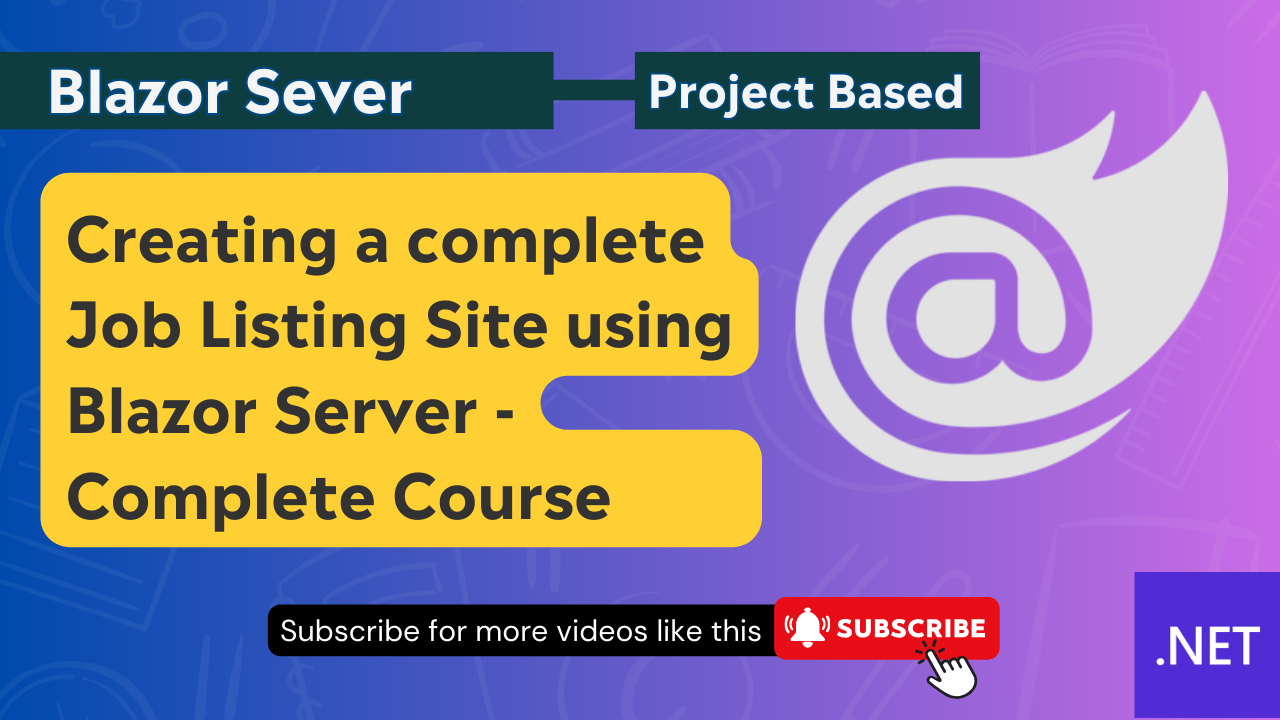 Blazor Sever
Project Based
Creating a complete
Job Listing Site using
Blazor Server -
Complete Course
Subscribe for more videos like this
SUBSCRIBE
.NET